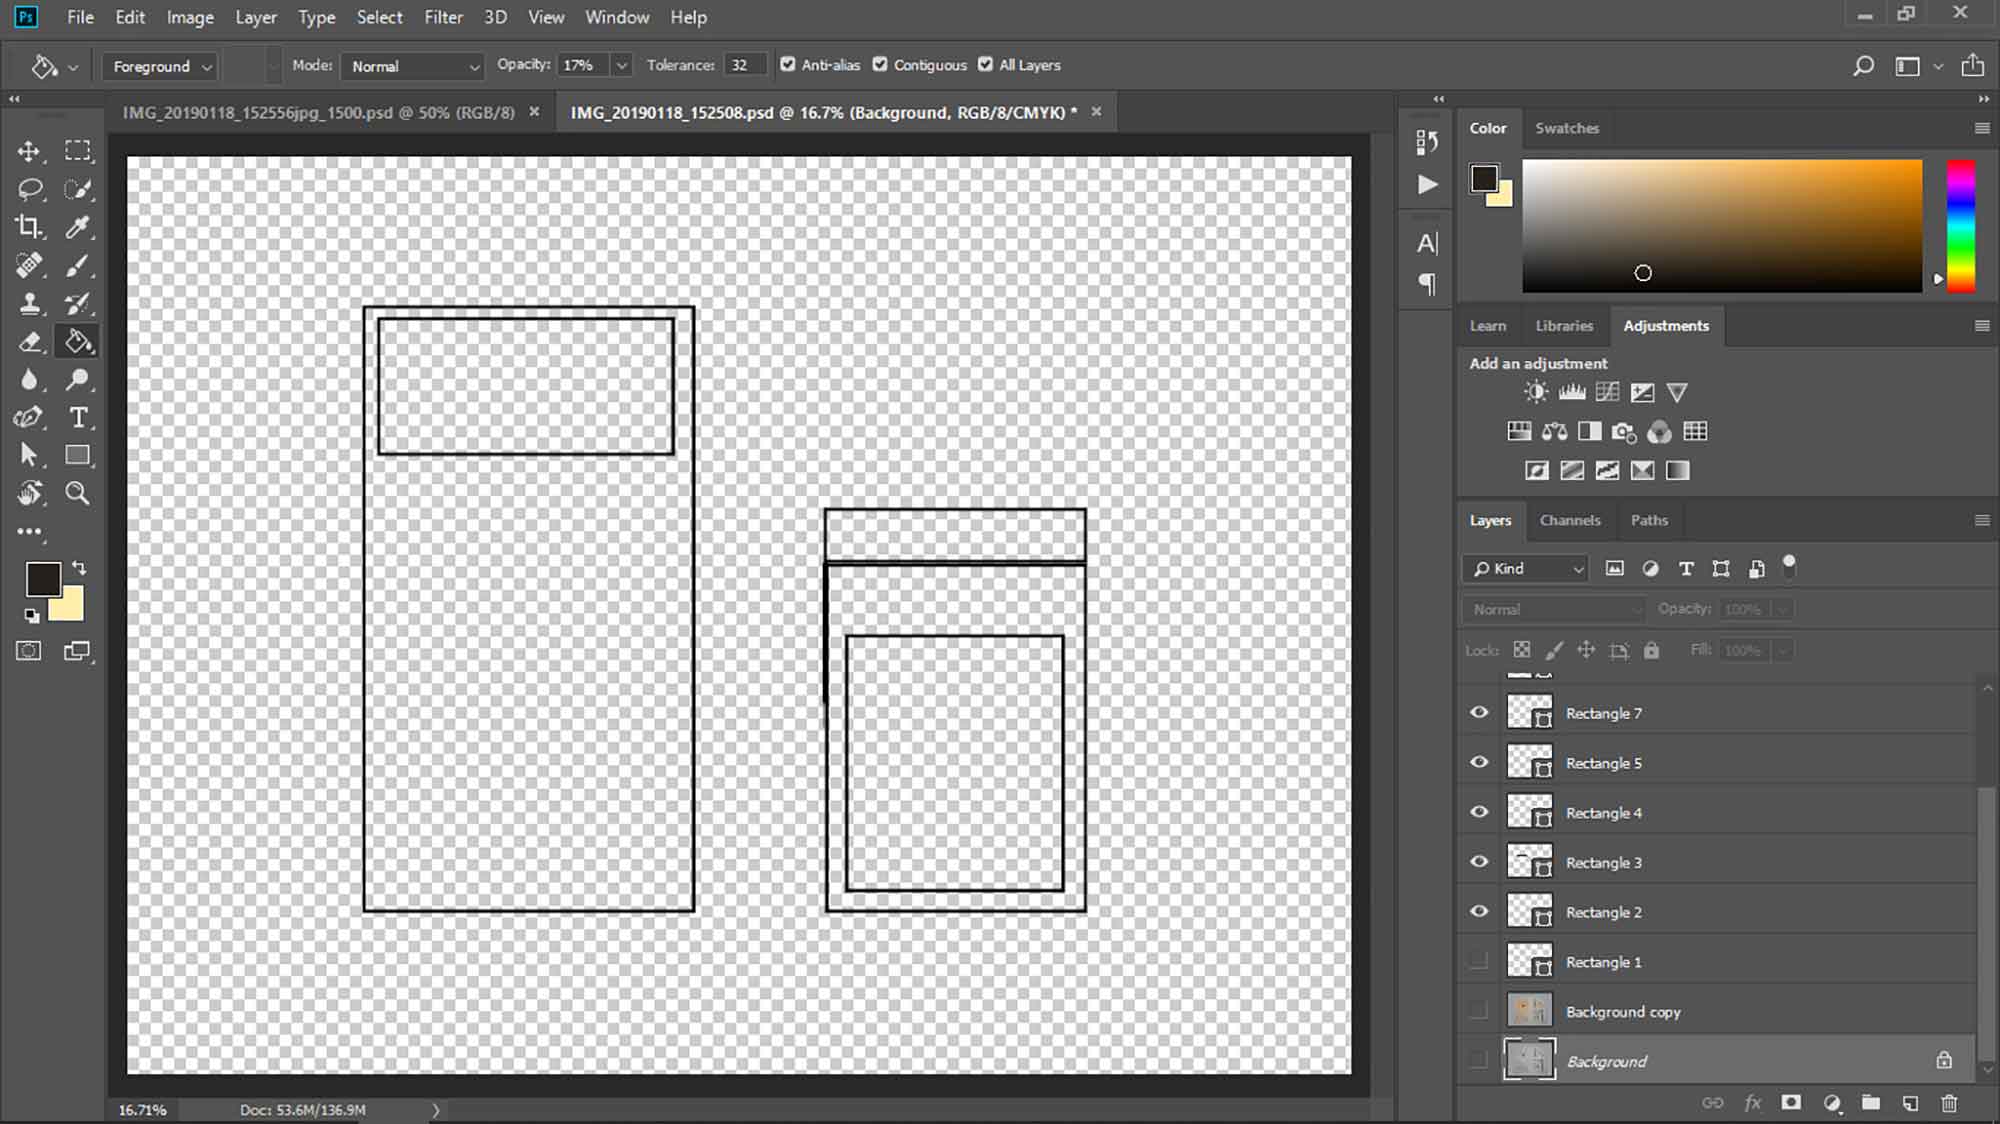 Ps File Edit Image Layer Type Select Filter 3D View Window Help
Foreground Mode: Normal Opacity: 17% Tolerance: 32 Anti-alias Contiguous All Layers
IMG_20190118_152556jpg_1500.psd @ 50% (RGB/8) × IMG_20190118_152508.psd @ 16.7% (Background, RGB/8/CMYK) * ×
Color Swatches
Learn Libraries Adjustments
Add an adjustment
Layers Channels Paths
Kind
Normal Opacity: 100%
Lock: Fill: 100%
Rectangle 7
Rectangle 5
Rectangle 4
Rectangle 3
Rectangle 2
Rectangle 1
Background copy
Background
fx
16.71% Doc: 53.6M/136.9M